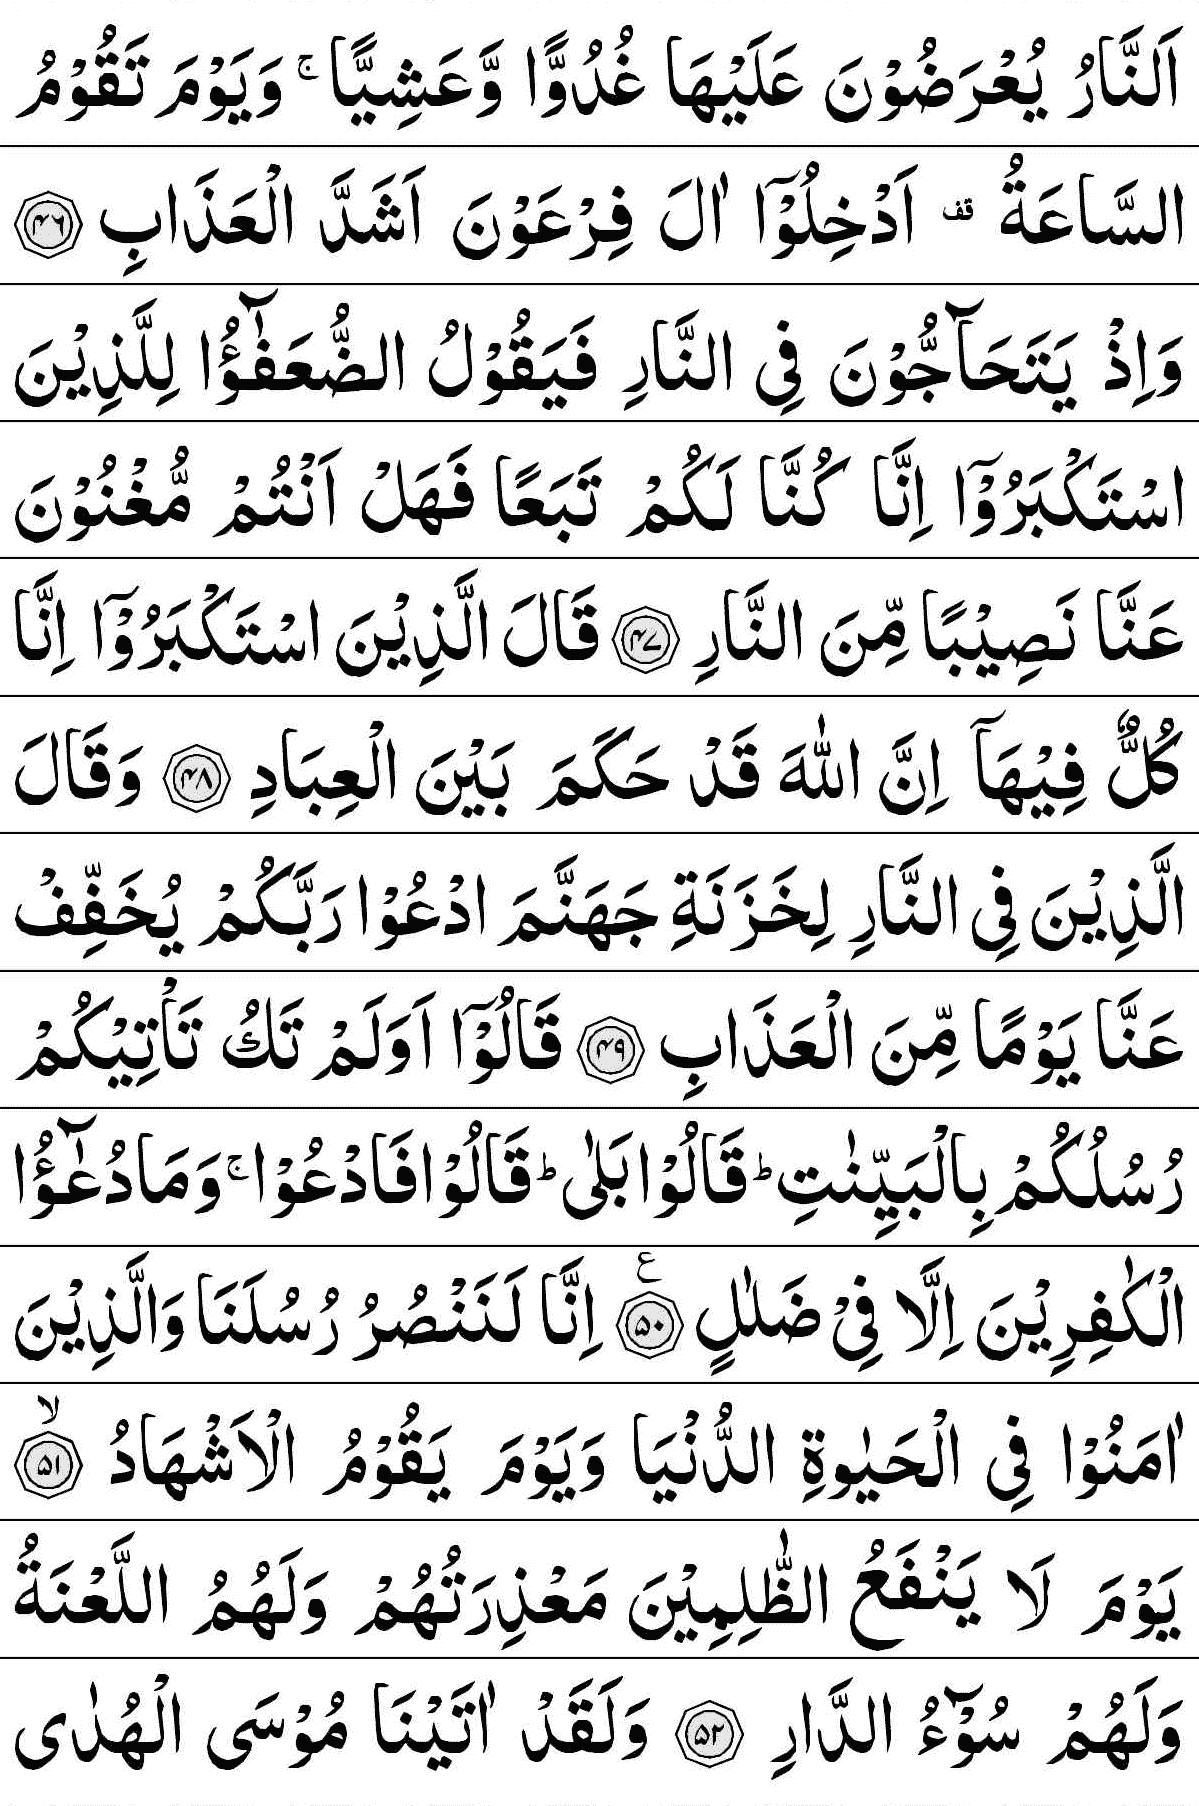 اَلنَّارُ يُعْرَضُوْنَ عَلَيْهَا غُدُوًّا وَّعَشِيًّا ۚ وَيَوْمَ تَقُوْمُ
السَّاعَةُ ۫ اَدْخِلُوْٓا اٰلَ فِرْعَوْنَ اَشَدَّ الْعَذَابِ ۴۶
وَاِذْ يَتَحَآجُّوْنَ فِى النَّارِ فَيَقُوْلُ الضُّعَفٰٓؤُا لِلَّذِيْنَ
اسْتَكْبَرُوْٓا اِنَّا كُنَّا لَكُمْ تَبَعًا فَهَلْ اَنْتُمْ مُّغْنُوْنَ
عَنَّا نَصِيْبًا مِّنَ النَّارِ ۴۷ قَالَ الَّذِيْنَ اسْتَكْبَرُوْٓا اِنَّا
كُلٌّ فِيْهَآ اِنَّ اللّٰهَ قَدْ حَكَمَ بَيْنَ الْعِبَادِ ۴۸ وَقَالَ
الَّذِيْنَ فِى النَّارِ لِخَزَنَةِ جَهَنَّمَ ادْعُوْا رَبَّكُمْ يُخَفِّفْ
عَنَّا يَوْمًا مِّنَ الْعَذَابِ ۴۹ قَالُوْٓا اَوَلَمْ تَكُ تَاْتِيْكُمْ
رُسُلُكُمْ بِالْبَيِّنٰتِ ؕ قَالُوْا بَلٰى ؕ قَالُوْا فَادْعُوْا ۚ وَمَا دُعٰٓؤُا
الْكٰفِرِيْنَ اِلَّا فِيْ ضَلٰلٍ ۵۰ ع اِنَّا لَنَنْصُرُ رُسُلَنَا وَالَّذِيْنَ
اٰمَنُوْا فِى الْحَيٰوةِ الدُّنْيَا وَيَوْمَ يَقُوْمُ الْاَشْهَادُ ۵۱ ۙ
يَوْمَ لَا يَنْفَعُ الظّٰلِمِيْنَ مَعْذِرَتُهُمْ وَلَهُمُ اللَّعْنَةُ
وَلَهُمْ سُوْٓءُ الدَّارِ ۵۲ وَلَقَدْ اٰتَيْنَا مُوْسَى الْهُدٰى